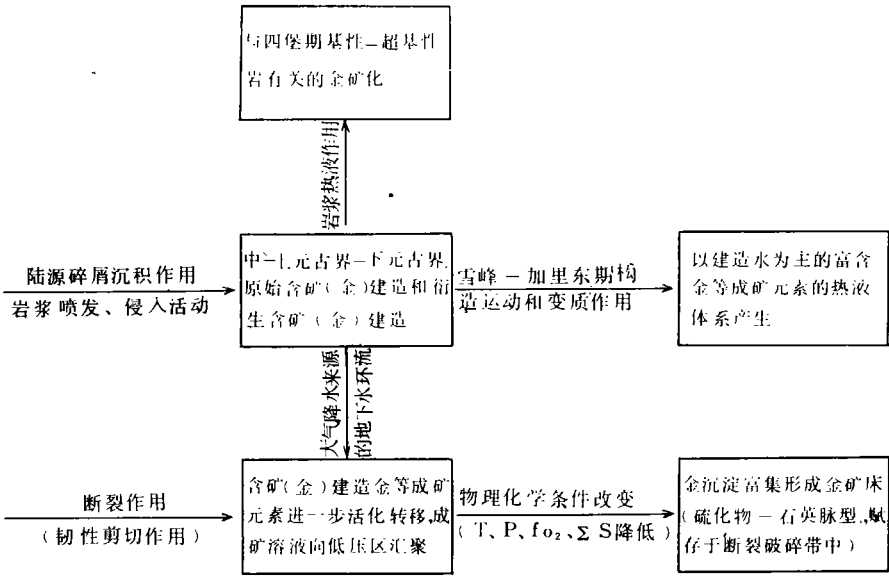 与四堡期基性–超基性
岩有关的金矿化
岩浆热液作用
陆源碎屑沉积作用
岩浆喷发、侵入活动
中–上元古界–下元古界
原始含矿(金)建造和衍
生含矿(金)建造
雪峰–加里东期构
造运动和变质作用
以建造水为主的富含
金等成矿元素的热液
体系产生
大气降水来源
的地下水环流
断裂作用
(韧性剪切作用)
含矿(金)建造金等成矿
元素进一步活化转移,成
矿溶液向低压区汇聚
物理化学条件改变
(T、P、fo₂、∑S降低)
金沉淀富集形成金矿床
(硫化物–石英脉型,赋
存于断裂破碎带中)